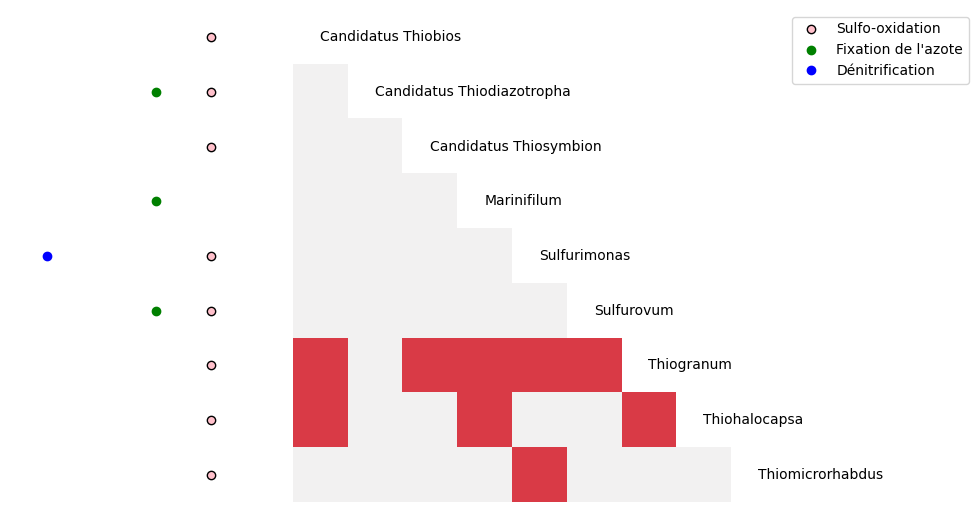 Candidatus Thiobios
Sulfo-oxidation
Fixation de l'azote
Dénitrification
Candidatus Thiodiazotropha
Candidatus Thiosymbion
Marinifilum
Sulfurimonas
Sulfurovum
Thiogranum
Thiohalocapsa
Thiomicrorhabdus